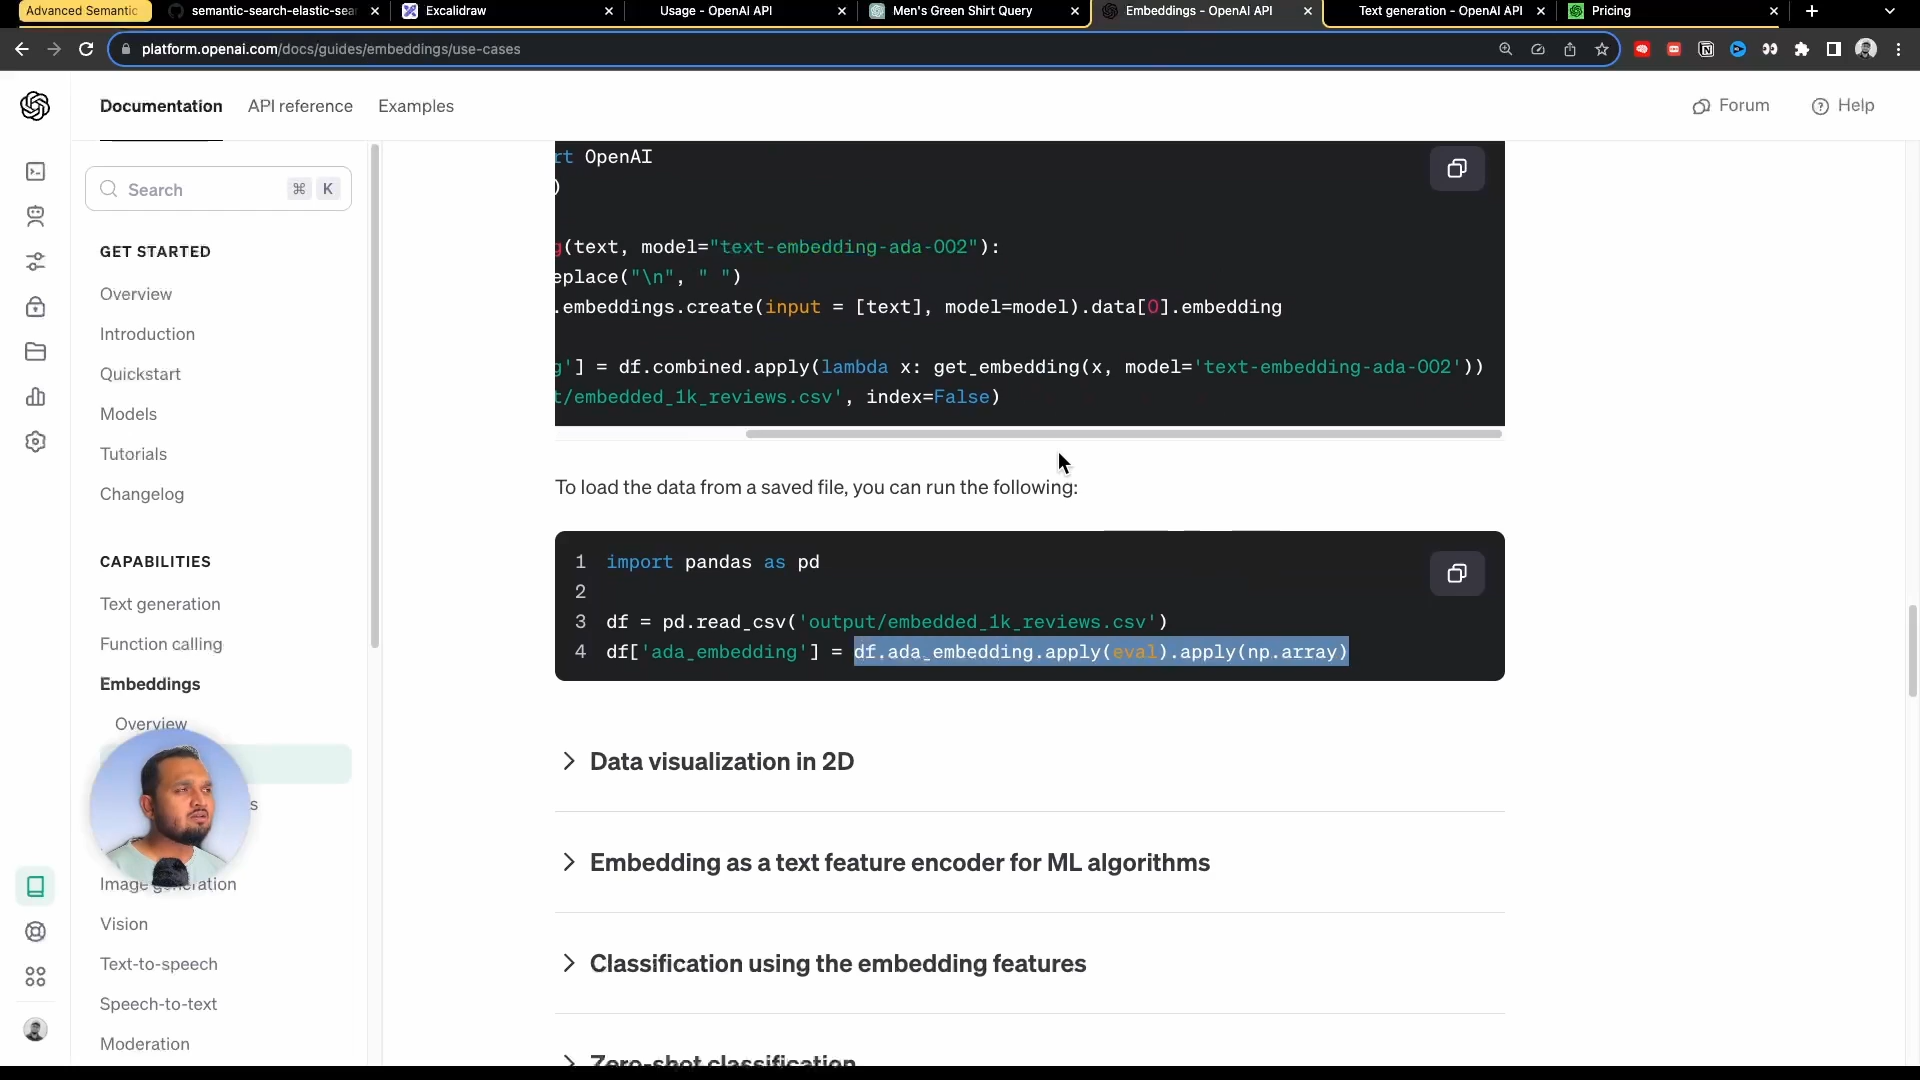 Advanced Semantic
semantic-search-elastic-sea
Excalidraw
Usage - OpenAI API
Men's Green Shirt Query
Embeddings - OpenAI API
Text generation - OpenAI API
Pricing
platform.openai.com/docs/guides/embeddings/use-cases
Documentation
API reference
Examples
Forum
Help
Search
⌘ K
GET STARTED
Overview
Introduction
Quickstart
Models
Tutorials
Changelog
CAPABILITIES
Text generation
Function calling
Embeddings
Overview
s
Image generation
Vision
Text-to-speech
Speech-to-text
Moderation
rt OpenAI
)
g(text, model="text-embedding-ada-002"):
eplace("\n", " ")
.embeddings.create(input = [text], model=model).data[0].embedding
g'] = df.combined.apply(lambda x: get_embedding(x, model='text-embedding-ada-002'))
t/embedded_1k_reviews.csv', index=False)
To load the data from a saved file, you can run the following:
1 import pandas as pd
2
3 df = pd.read_csv('output/embedded_1k_reviews.csv')
4 df['ada_embedding'] = df.ada_embedding.apply(eval).apply(np.array)
Data visualization in 2D
Embedding as a text feature encoder for ML algorithms
Classification using the embedding features
Zero-shot classification